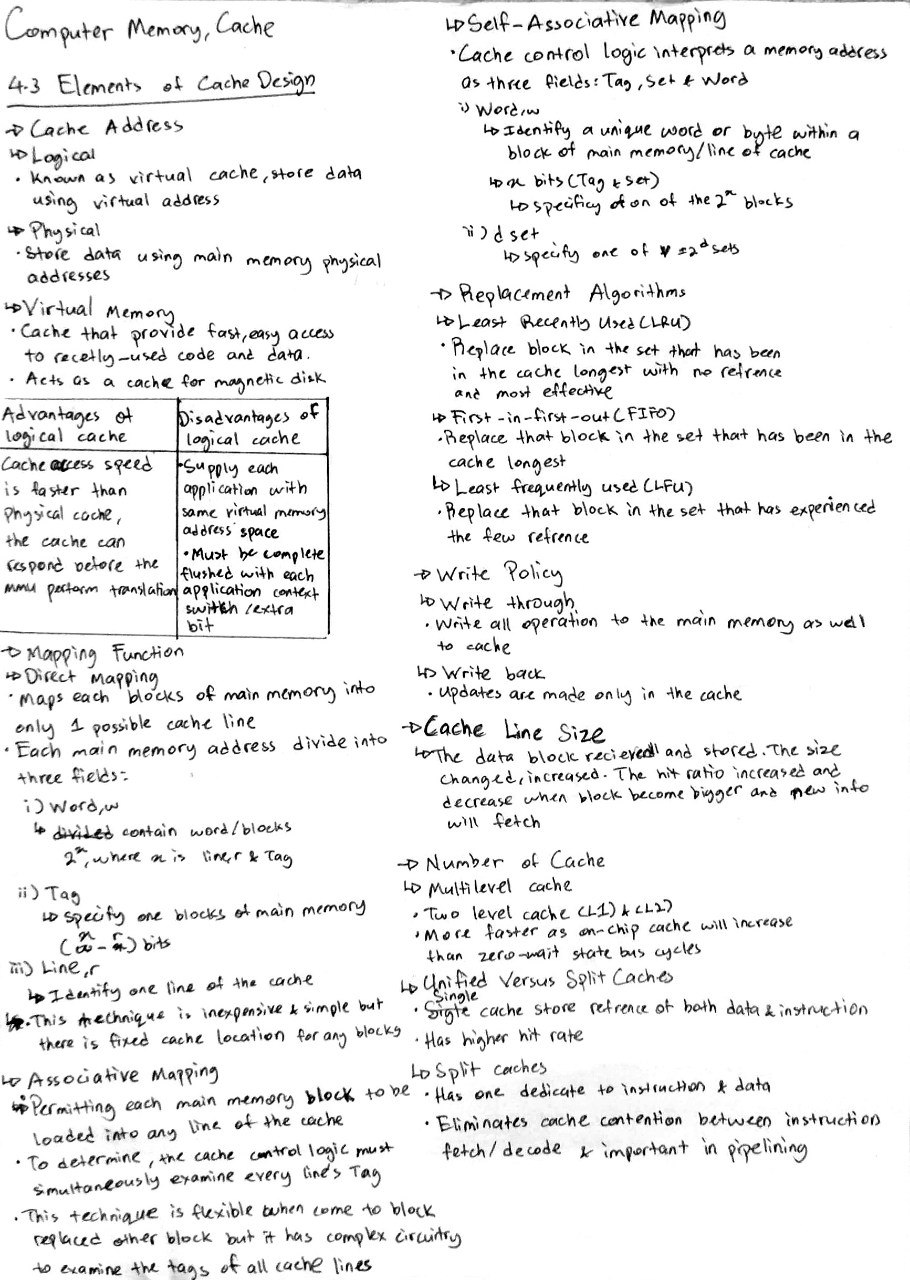 Computer Memory, Cache
4.3 Elements of Cache Design
→ Cache Address
↳ Logical
• Known as virtual cache, store data
using virtual address
↳ Physical
• Store data using main memory physical
addresses
↳ Virtual Memory
• Cache that provide fast, easy access
to recetly-used code and data.
• Acts as a cache for magnetic disk
Advantages of
logical cache
Disadvantages of
logical cache
Cache access speed
is faster than
physical cache,
the cache can
respond before the
mmu perform translation
• Supply each
application with
same virtual memory
address space
• Must be complete
flushed with each
application context
switch /extra
bit
→ Mapping Function
↳ Direct Mapping
• Maps each blocks of main memory into
only 1 possible cache line
• Each main memory address divide into
three fields:
i) Word, w
↳ divided contain word/blocks
2^x, where x is line, r & Tag
ii) Tag
↳ Specify one blocks of main memory
(x - r) bits
iii) Line, r
↳ Identify one line of the cache
• This technique is inexpensive & simple but
there is fixed cache location for any blocks
↳ Associative Mapping
• Permitting each main memory block to be
loaded into any line of the cache
• To determine, the cache control logic must
simultaneously examine every line's Tag
• This technique is flexible when come to block
replaced other block but it has complex circuitry
to examine the tags of all cache lines
↳ Self-Associative Mapping
• Cache control logic interprets a memory address
as three fields: Tag, Set & Word
i) Word, w
↳ Identify a unique word or byte within a
block of main memory/line of cache
↳ x bits (Tag & Set)
↳ specificy of on of the 2^x blocks
ii) d set
↳ specify one of v = 2^d sets
→ Replacement Algorithms
↳ Least Recently Used (LRU)
• Replace block in the set that has been
in the cache longest with no refrence
and most effective
↳ First-in-first-out (FIFO)
• Replace that block in the set that has been in the
cache longest
↳ Least frequently used (LFU)
• Replace that block in the set that has experienced
the few refrence
→ Write Policy
↳ Write through
• Write all operation to the main memory as well
to cache
↳ Write back
• Updates are made only in the cache
→ Cache Line Size
↳ The data block recieved and stored. The size
changed, increased. The hit ratio increased and
decrease when block become bigger and new info
will fetch
→ Number of Cache
↳ Multilevel cache
• Two level cache (L1) & (L2)
• More faster as on-chip cache will increase
than zero-wait state bus cycles
↳ Unified Versus Split Caches
• Single cache store refrence of both data & instruction
• Has higher hit rate
↳ Split caches
• Has one dedicate to instruction & data
• Eliminates cache contention between instruction
fetch/decode & important in pipelining